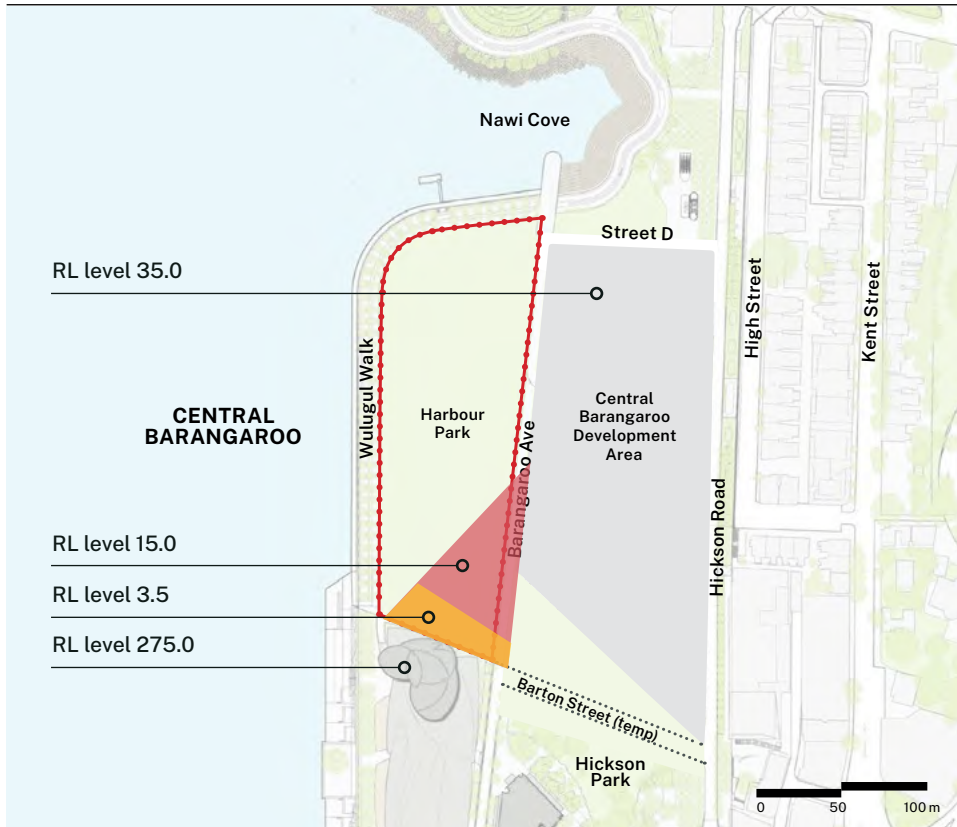 Nawi Cove
Street D
RL level 35.0
High Street
Kent Street
Wulugul Walk
CENTRAL
BARANGAROO
Harbour
Park
Barangaroo Ave
Central
Barangaroo
Development
Area
Hickson Road
RL level 15.0
RL level 3.5
RL level 275.0
Barton Street (temp)
Hickson
Park
0 50 100 m